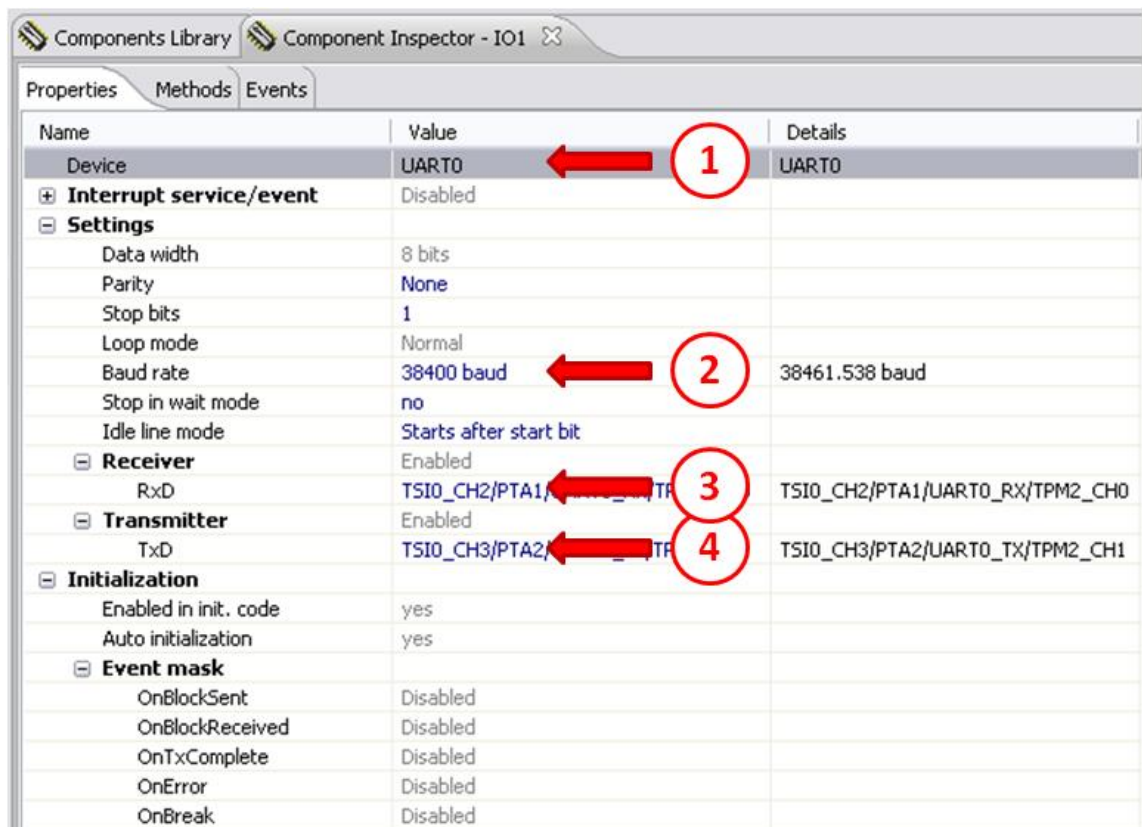 Components Library Component Inspector - IO1
Properties Methods Events
Name Value Details
Device UART0 1 UART0
Interrupt service/event Disabled
Settings
Data width 8 bits
Parity None
Stop bits 1
Loop mode Normal
Baud rate 38400 baud 2 38461.538 baud
Stop in wait mode no
Idle line mode Starts after start bit
Receiver Enabled
RxD TSI0_CH2/PTA1/ 3 TSI0_CH2/PTA1/UART0_RX/TPM2_CH0
Transmitter Enabled
TxD TSI0_CH3/PTA2/ 4 TSI0_CH3/PTA2/UART0_TX/TPM2_CH1
Initialization
Enabled in init. code yes
Auto initialization yes
Event mask
OnBlockSent Disabled
OnBlockReceived Disabled
OnTxComplete Disabled
OnError Disabled
OnBreak Disabled